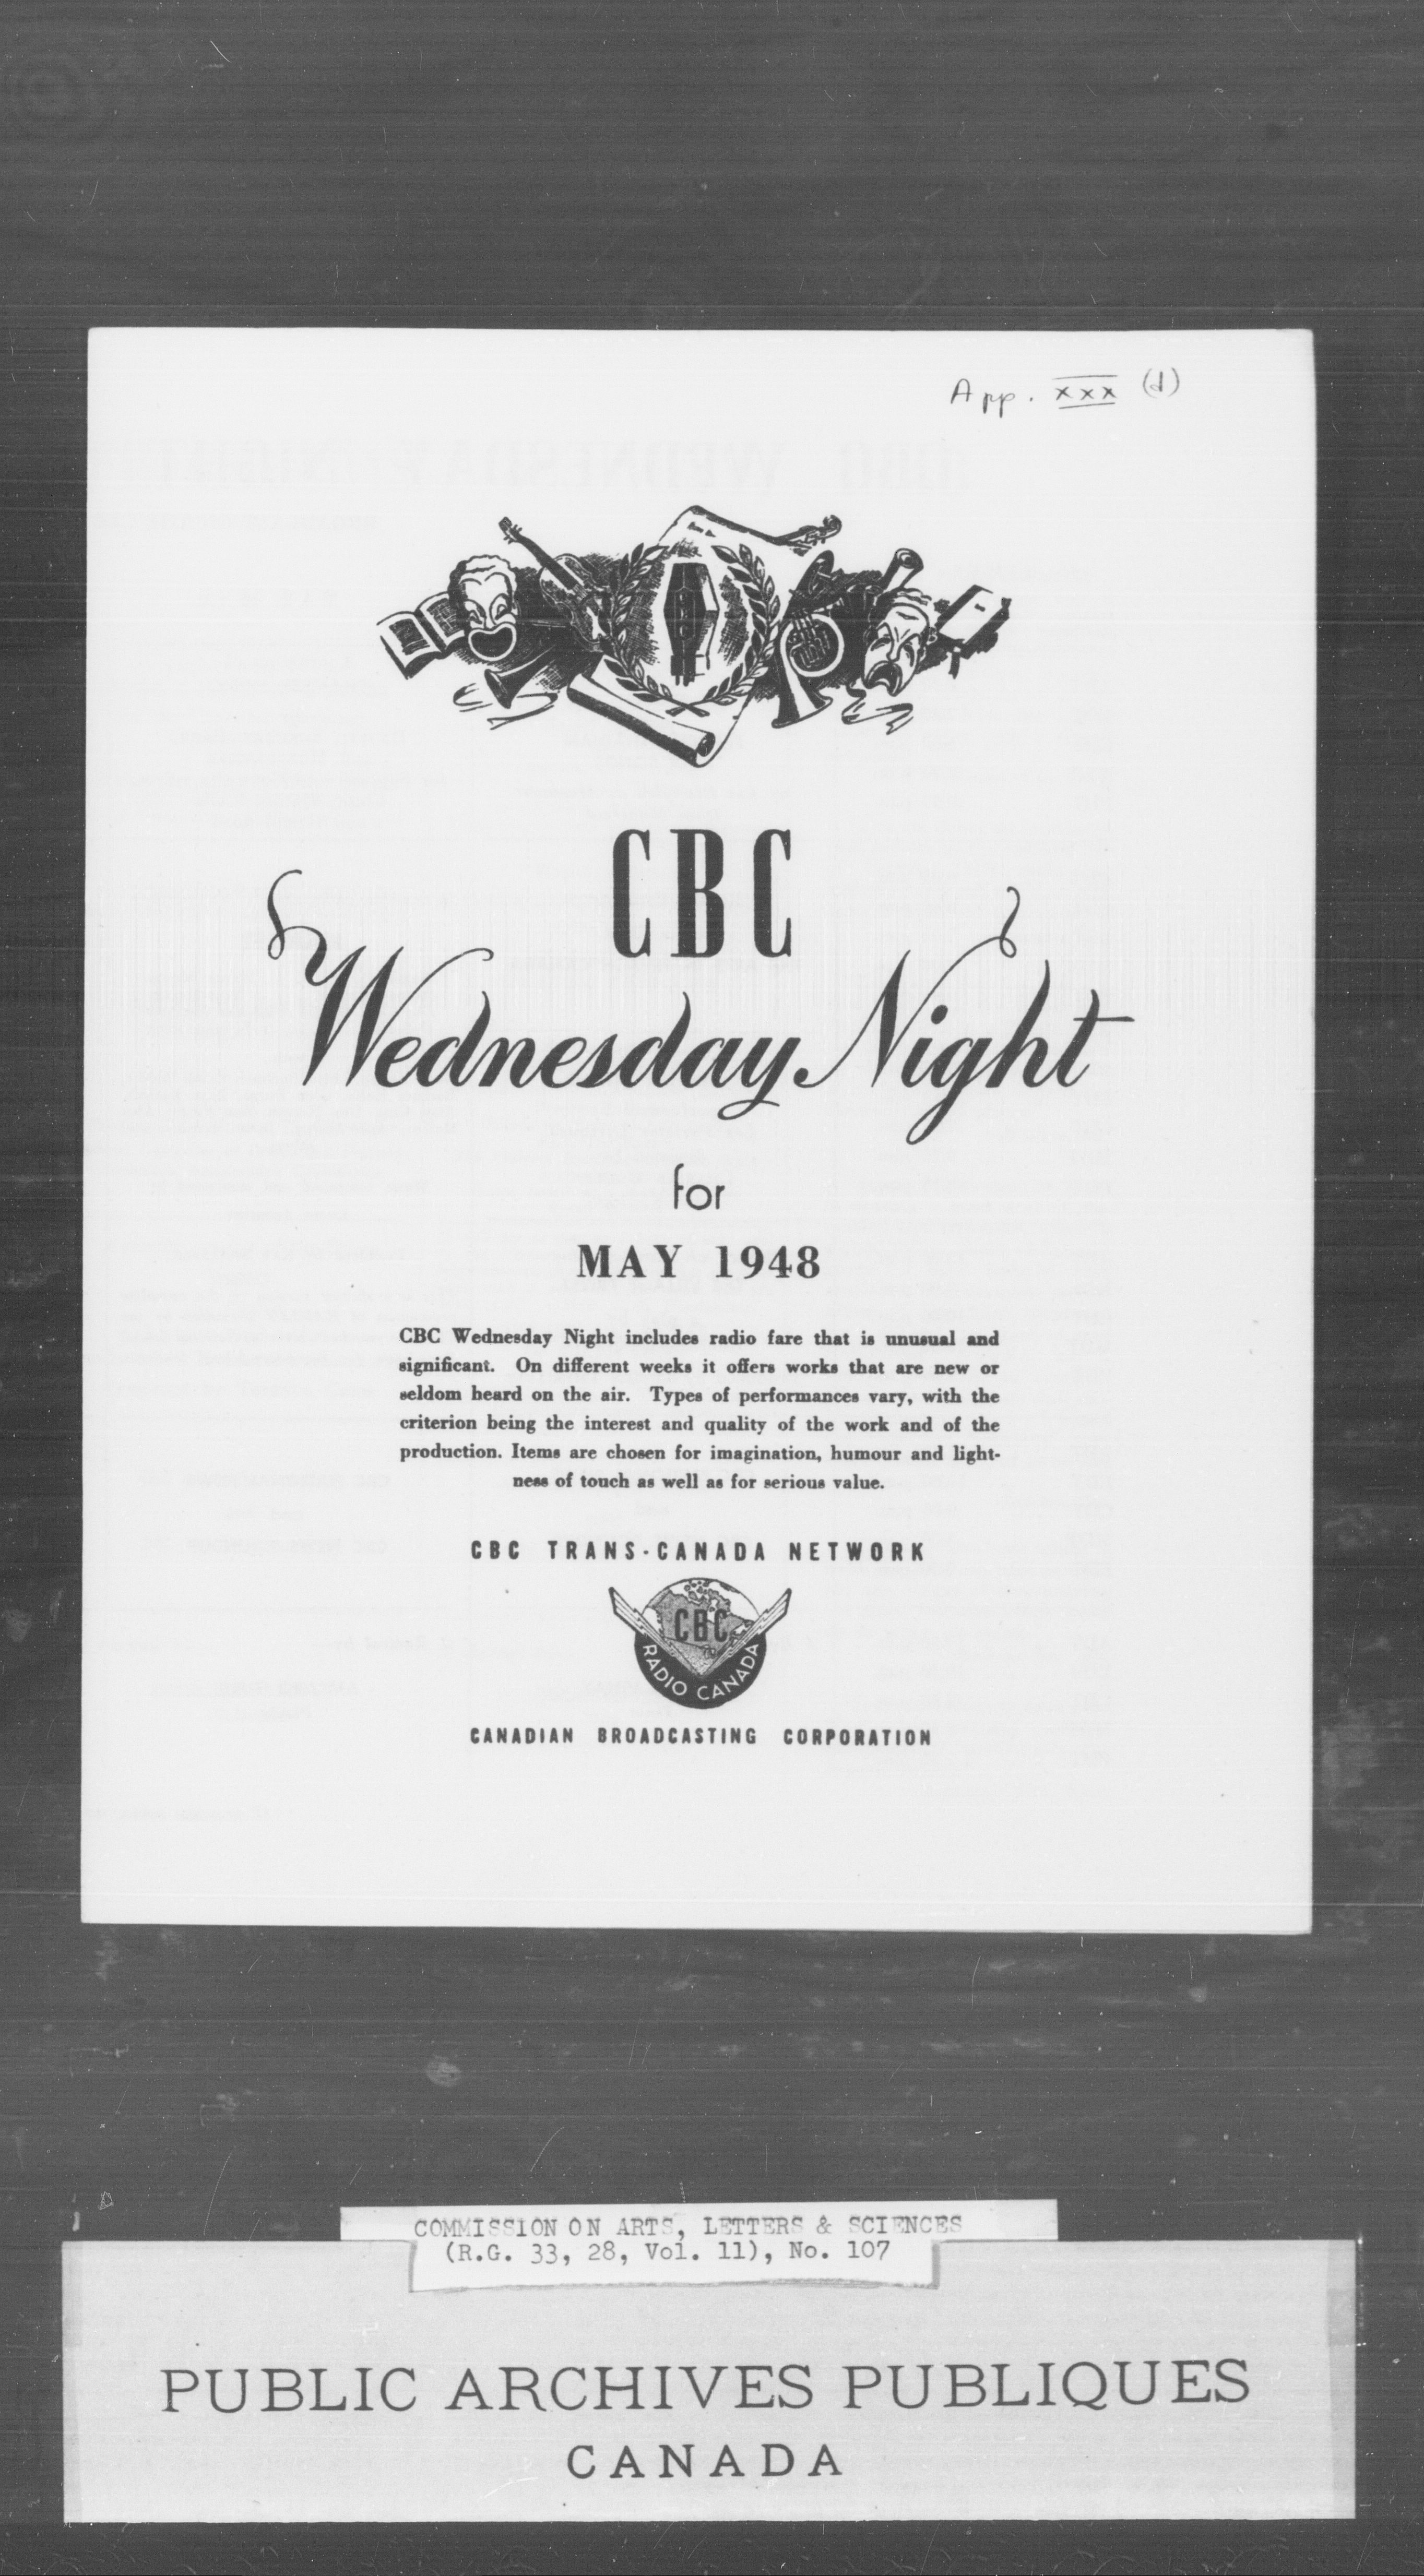 App. XXX (d)
CBC
Wednesday Night
for
MAY 1948
CBC Wednesday Night includes radio fare that is unusual and
significant. On different weeks it offers works that are new or
seldom heard on the air. Types of performances vary, with the
criterion being the interest and quality of the work and of the
production. Items are chosen for imagination, humour and light-
ness of touch as well as for serious value.
CBC TRANS-CANADA NETWORK
CBC
RADIO CANADA
CANADIAN BROADCASTING CORPORATION
COMMISSION ON ARTS, LETTERS & SCIENCES
(R.G. 33, 28, Vol. 11), No. 107
PUBLIC ARCHIVES PUBLIQUES
CANADA